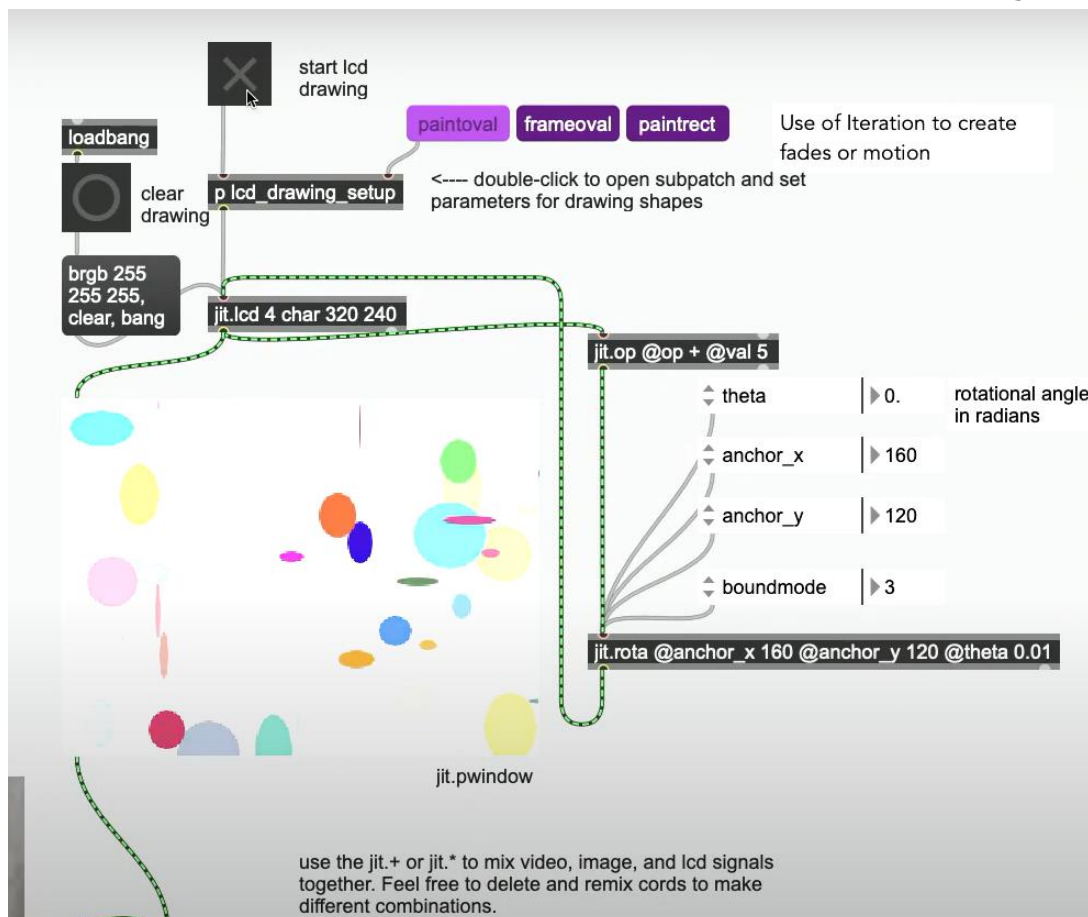 start lcd
drawing
paintoval
frameoval
paintrect
Use of Iteration to create
fades or motion
loadbang
clear
drawing
p lcd_drawing_setup
<---- double-click to open subpatch and set
parameters for drawing shapes
brgb 255
255 255,
clear, bang
jit.lcd 4 char 320 240
jit.op @op + @val 5
theta
0.
rotational angle
in radians
anchor_x
160
anchor_y
120
boundmode
3
jit.rota @anchor_x 160 @anchor_y 120 @theta 0.01
jit.pwindow
use the jit.+ or jit.* to mix video, image, and lcd signals
together. Feel free to delete and remix cords to make
different combinations.